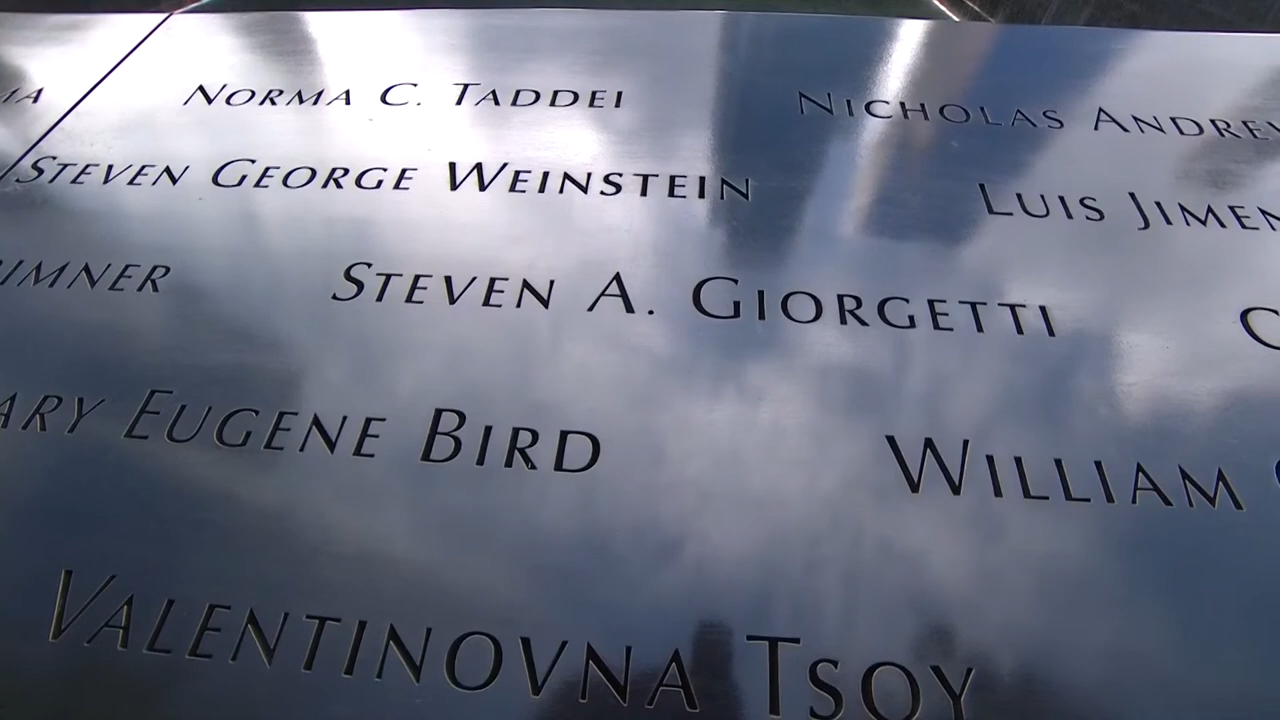 NORMA C. TADDEI NICHOLAS
STEVEN GEORGE WEINSTEIN LUIS
STEVEN A. GIORGETTI
EUGENE BIRD WILLIAM
VALENTINOVNA TSOY